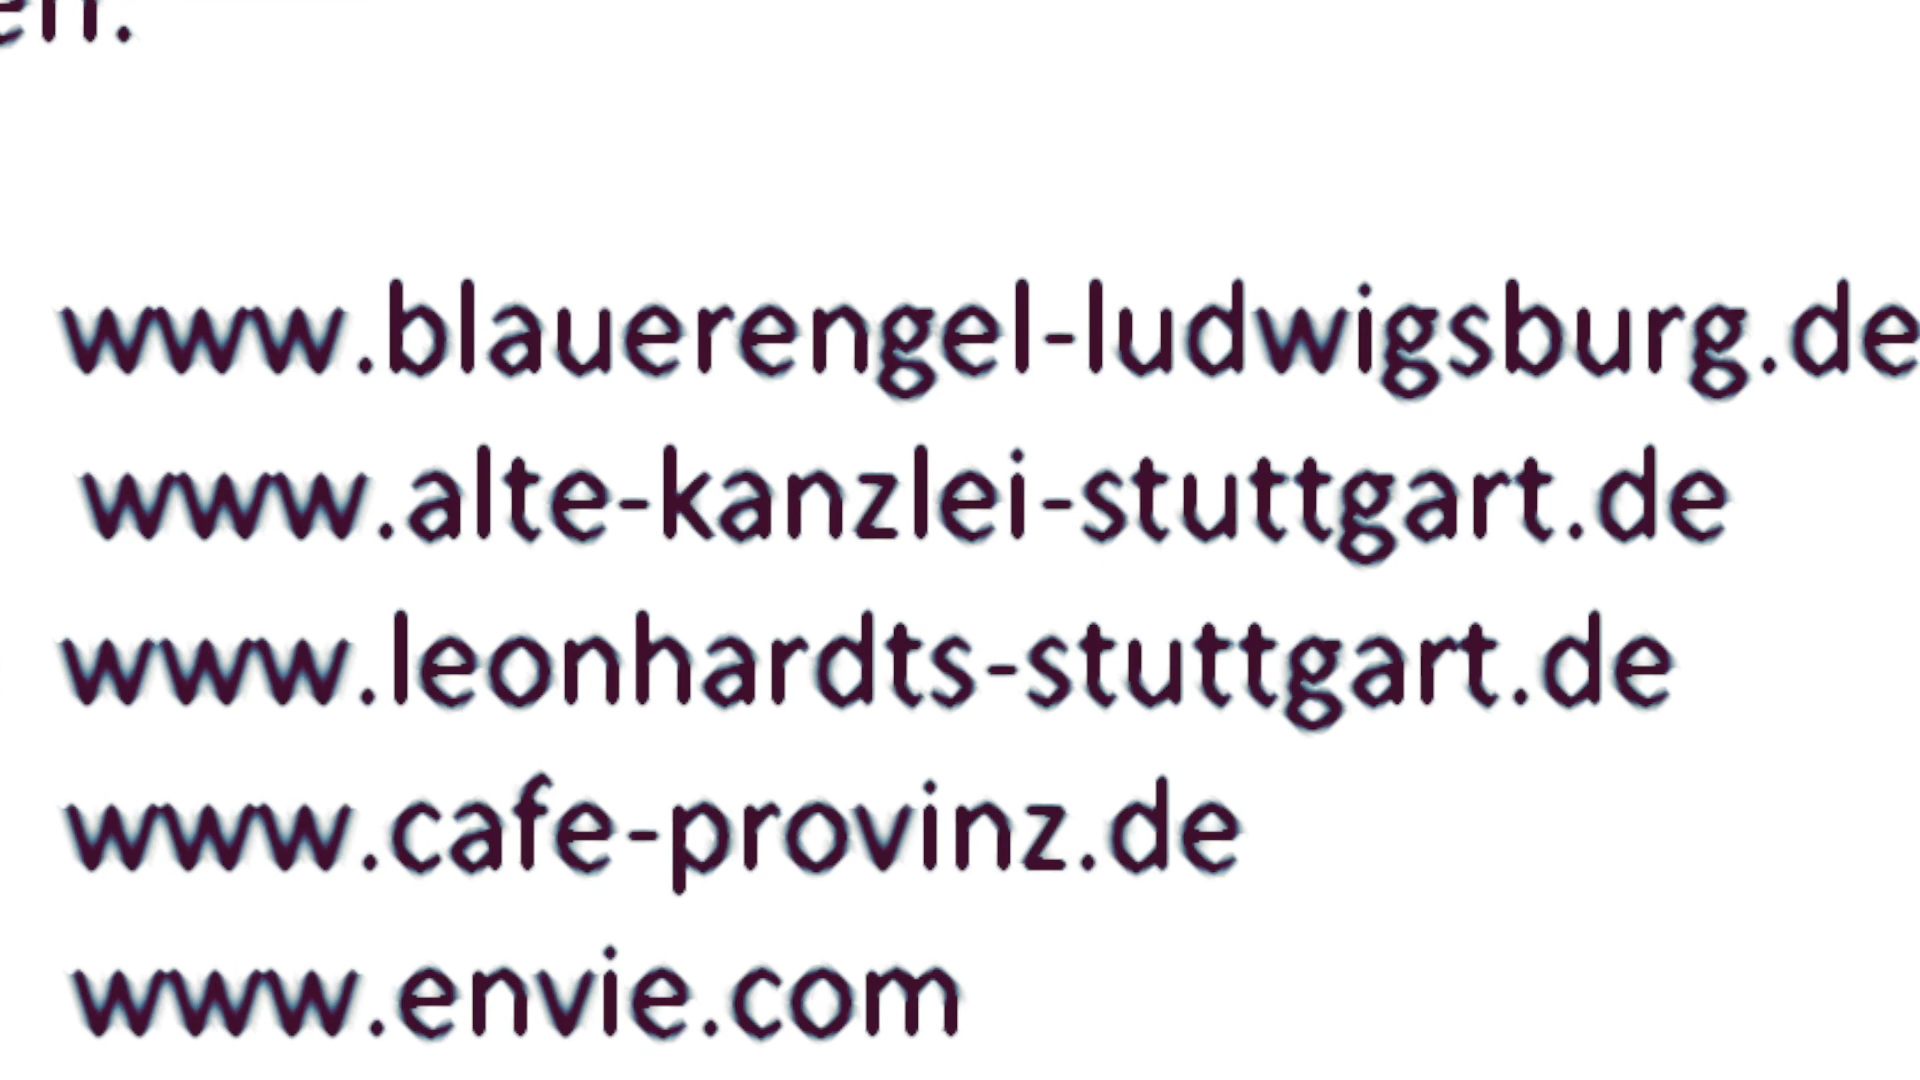 www.blauerengel-ludwigsburg.de
www.alte-kanzlei-stuttgart.de
www.leonhardts-stuttgart.de
www.cafe-provinz.de
www.envie.com